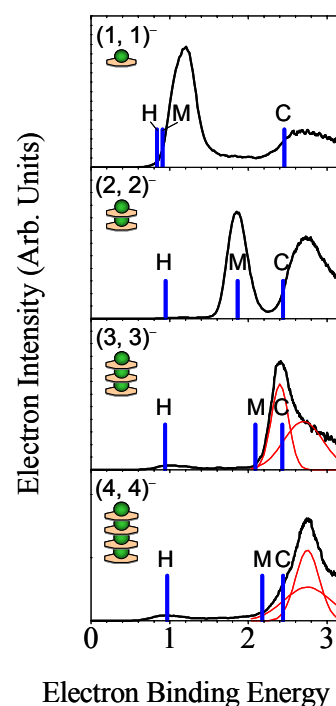 (1, 1)⁻
H M C
(2, 2)⁻
H M C
(3, 3)⁻
H M C
(4, 4)⁻
H M C
0 1 2 3
Electron Intensity (Arb. Units)
Electron Binding Energy